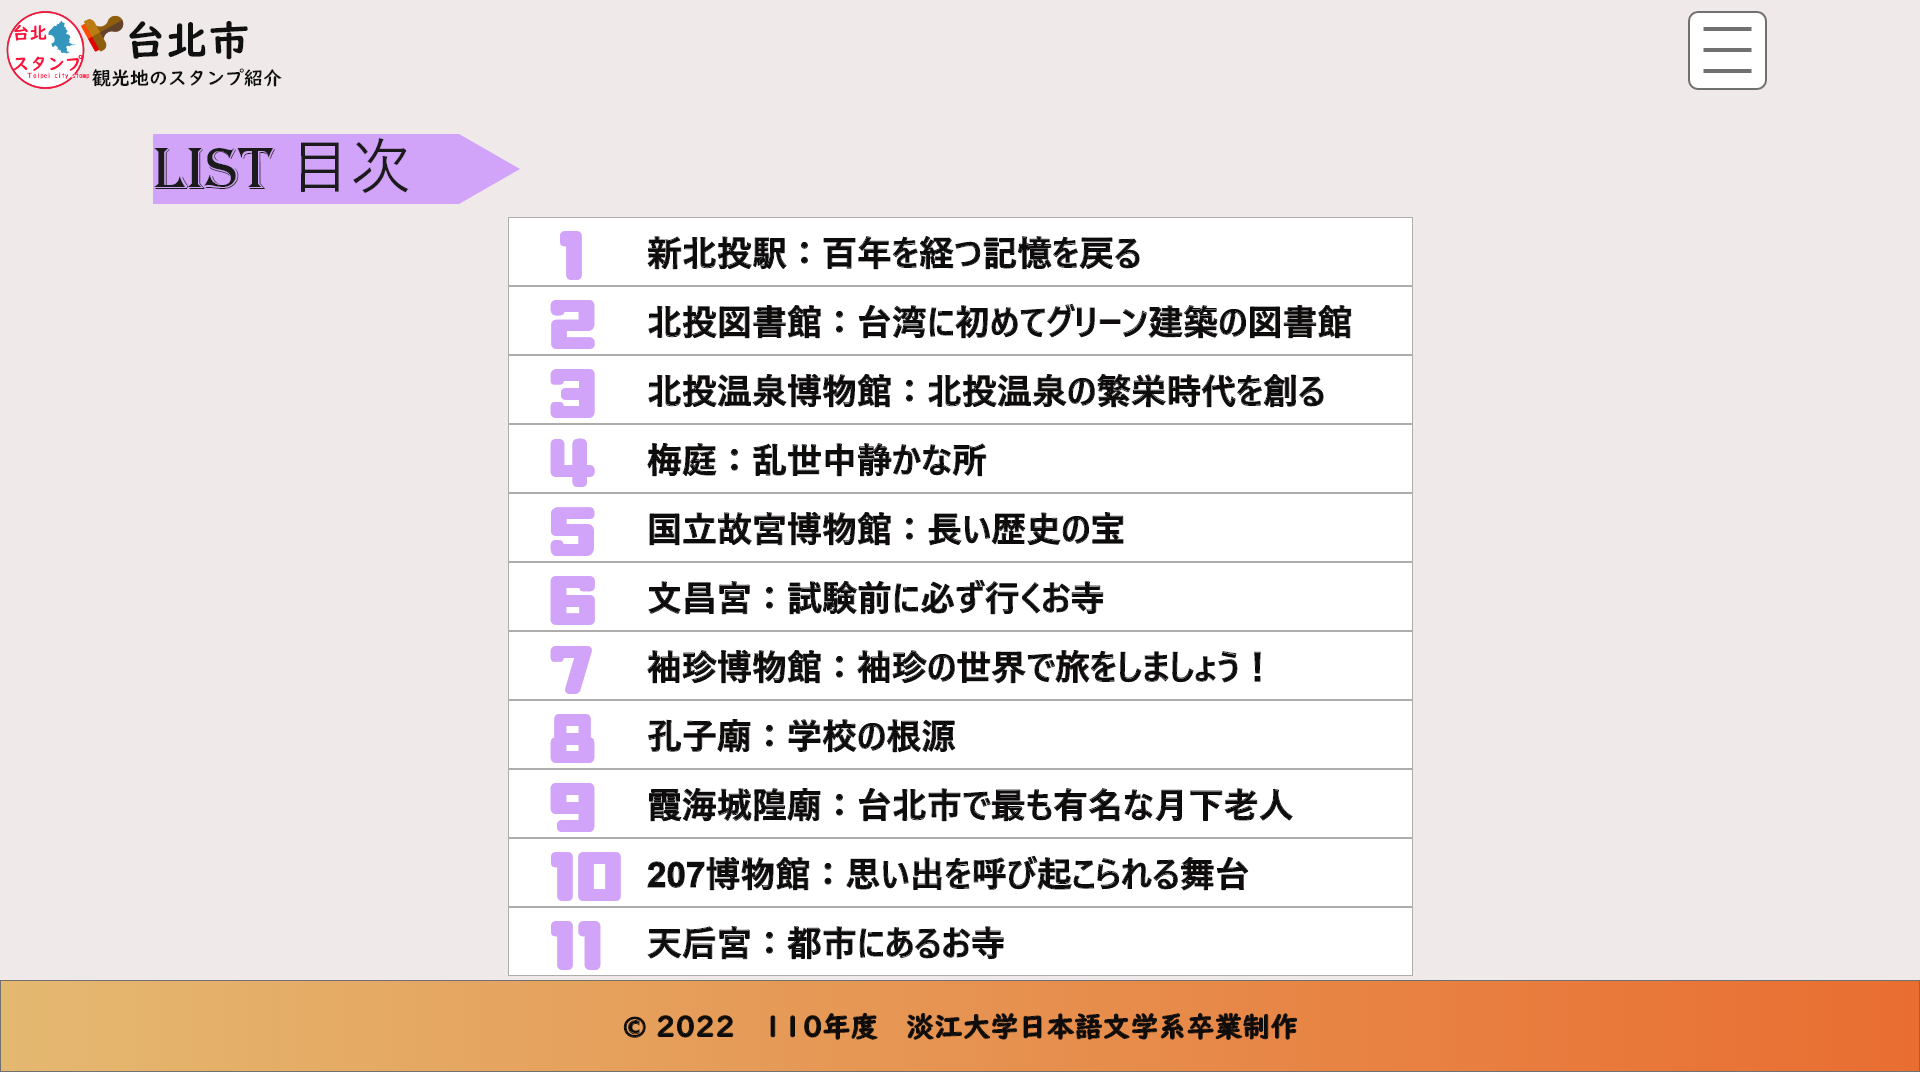 台北
スタンプ
Taipei city stamp
台北市
観光地のスタンプ紹介
LIST 目次
1 新北投駅：百年を経つ記憶を戻る
2 北投図書館：台湾に初めてグリーン建築の図書館
3 北投温泉博物館：北投温泉の繁栄時代を創る
4 梅庭：乱世中静かな所
5 国立故宮博物館：長い歴史の宝
6 文昌宮：試験前に必ず行くお寺
7 袖珍博物館：袖珍の世界で旅をしましょう！
8 孔子廟：学校の根源
9 霞海城隍廟：台北市で最も有名な月下老人
10 207博物館：思い出を呼び起こられる舞台
11 天后宮：都市にあるお寺
© 2022　110年度　淡江大学日本語文学系卒業制作